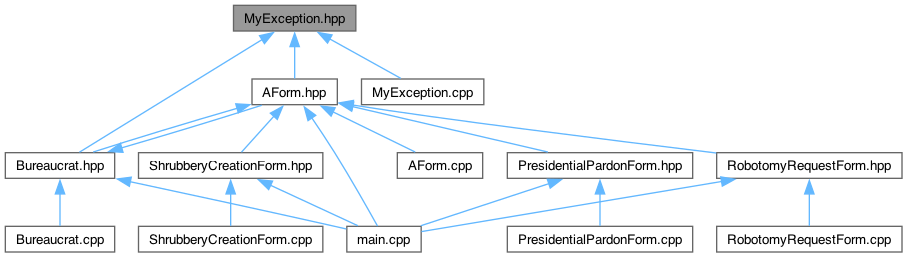 MyException.hpp
AForm.hpp
MyException.cpp
Bureaucrat.hpp
ShrubberyCreationForm.hpp
AForm.cpp
PresidentialPardonForm.hpp
RobotomyRequestForm.hpp
Bureaucrat.cpp
ShrubberyCreationForm.cpp
main.cpp
PresidentialPardonForm.cpp
RobotomyRequestForm.cpp